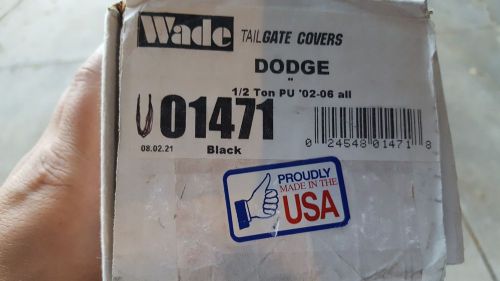 Wade TAILGATE COVERS
DODGE
"
1/2 Ton PU '02-06 all
01471
0 24548 01471 8
08.02.21 Black
PROUDLY
MADE IN THE
USA